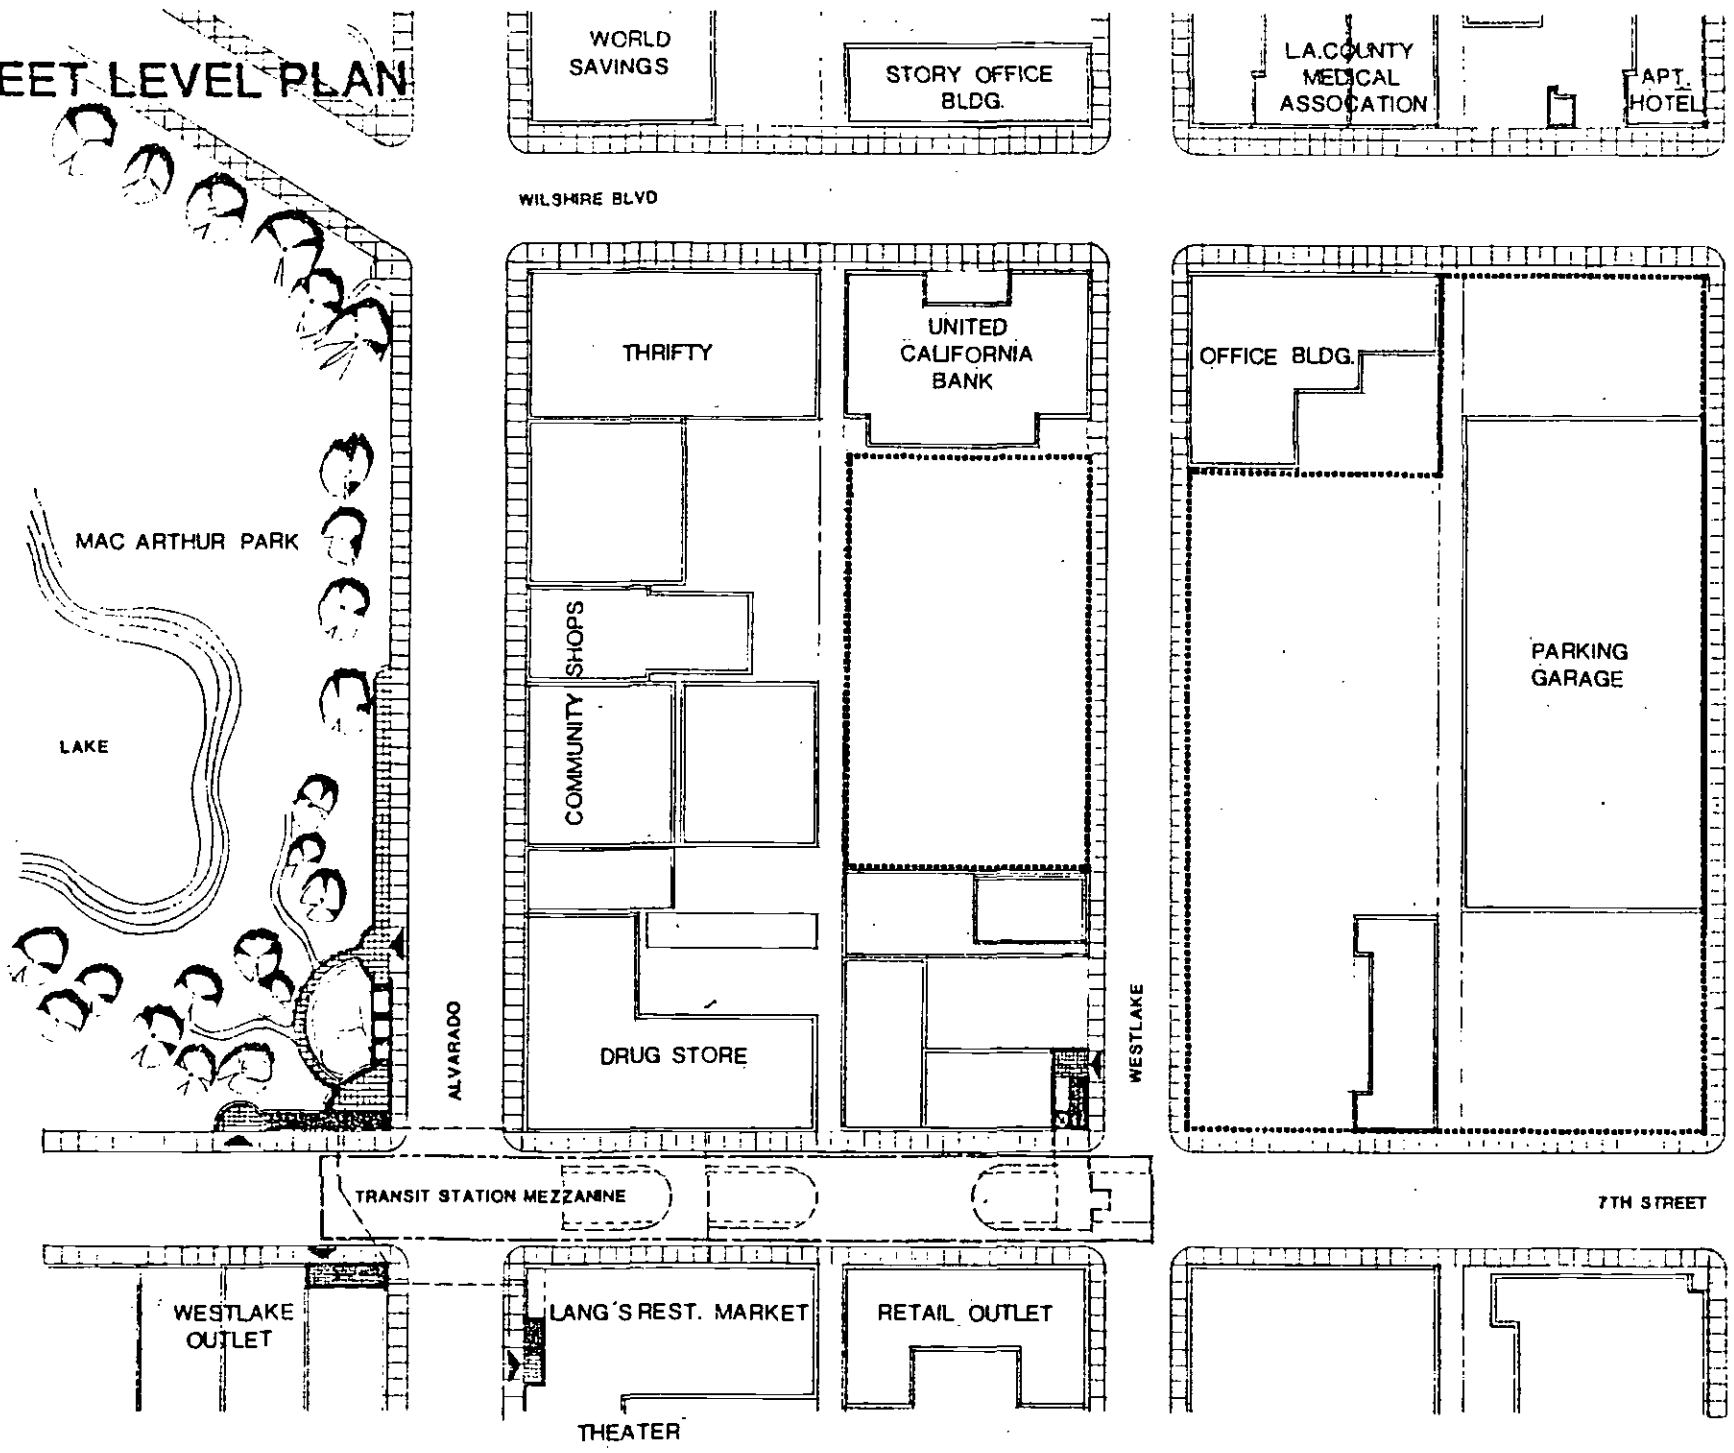 EET LEVEL PLAN
WORLD
SAVINGS
STORY OFFICE
BLDG.
L.A. COUNTY
MEDICAL
ASSOCATION
APT.
HOTEL
WILSHIRE BLVD
THRIFTY
UNITED
CALIFORNIA
BANK
OFFICE BLDG.
MAC ARTHUR PARK
LAKE
COMMUNITY SHOPS
PARKING
GARAGE
ALVARADO
DRUG STORE
WESTLAKE
TRANSIT STATION MEZZANINE
7TH STREET
WESTLAKE
OUTLET
LANG'S REST. MARKET
RETAIL OUTLET
THEATER